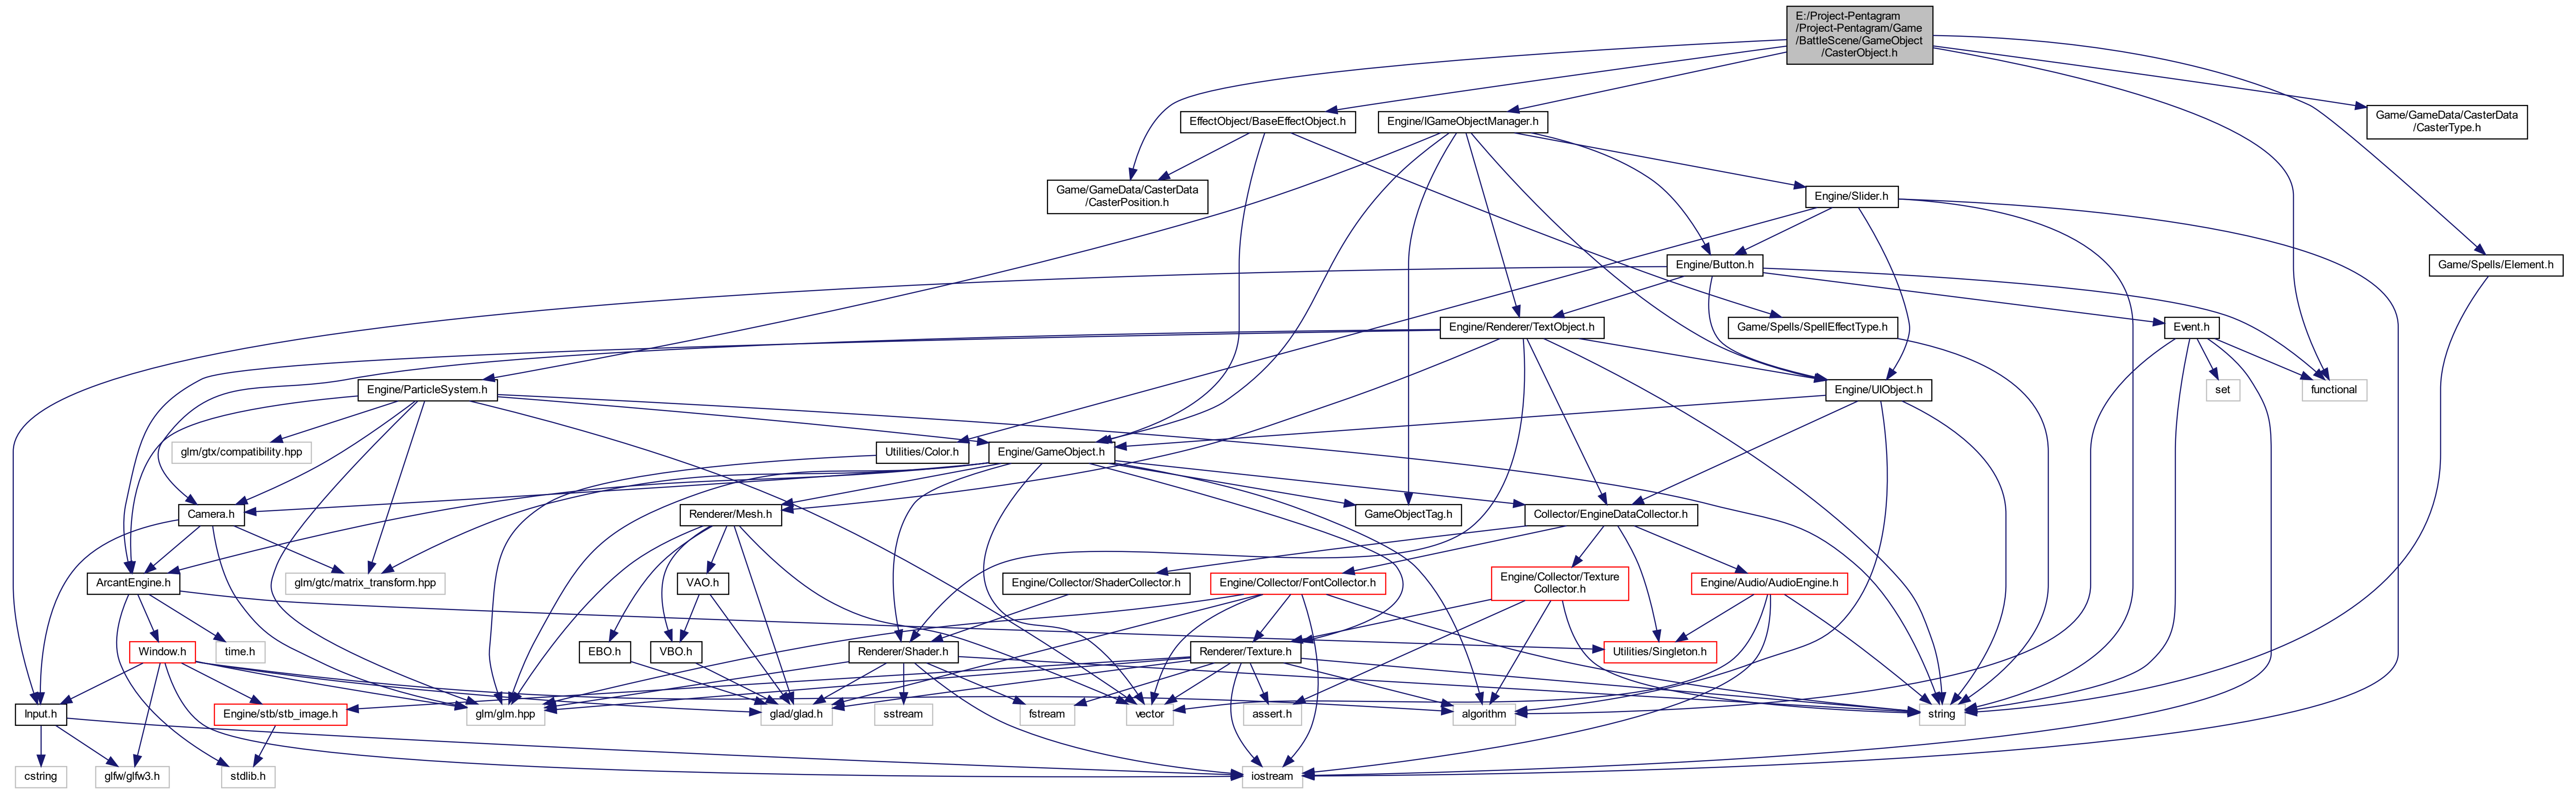 E:/Project-Pentagram
/Project-Pentagram/Game
/BattleScene/GameObject
/CasterObject.h
EffectObject/BaseEffectObject.h
Engine/IGameObjectManager.h
Game/GameData/CasterData
/CasterType.h
Game/GameData/CasterData
/CasterPosition.h
Engine/Slider.h
Engine/Button.h
Game/Spells/Element.h
Engine/Renderer/TextObject.h
Game/Spells/SpellEffectType.h
Event.h
Engine/ParticleSystem.h
Engine/UIObject.h
set
functional
glm/gtx/compatibility.hpp
Utilities/Color.h
Engine/GameObject.h
Camera.h
Renderer/Mesh.h
GameObjectTag.h
Collector/EngineDataCollector.h
ArcantEngine.h
glm/gtc/matrix_transform.hpp
VAO.h
Engine/Collector/ShaderCollector.h
Engine/Collector/FontCollector.h
Engine/Collector/Texture
Collector.h
Engine/Audio/AudioEngine.h
Window.h
time.h
EBO.h
VBO.h
Renderer/Shader.h
Renderer/Texture.h
Utilities/Singleton.h
Input.h
Engine/stb/stb_image.h
glm/glm.hpp
glad/glad.h
sstream
fstream
vector
assert.h
algorithm
string
cstring
glfw/glfw3.h
stdlib.h
iostream